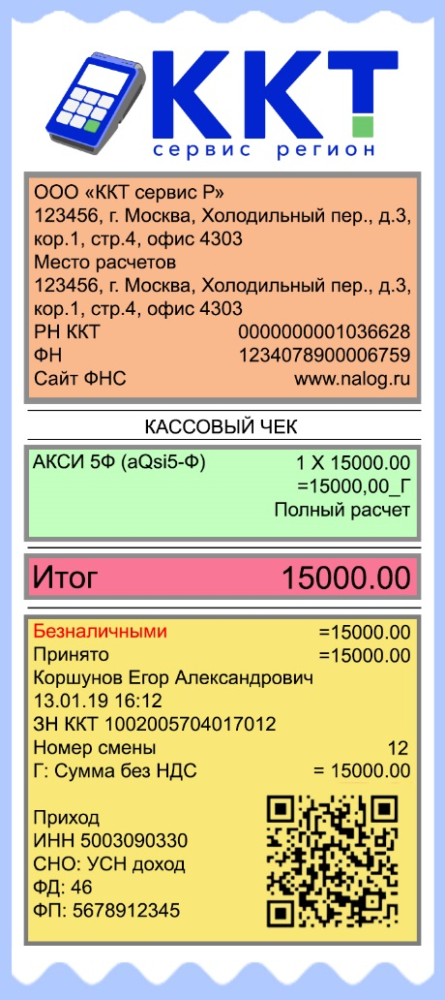 ККТ
сервис регион
ООО «ККТ сервис Р»
123456, г. Москва, Холодильный пер., д.3,
кор.1, стр.4, офис 4303
Место расчетов
123456, г. Москва, Холодильный пер., д.3,
кор.1, стр.4, офис 4303
РН ККТ 0000000001036628
ФН 1234078900006759
Сайт ФНС www.nalog.ru
КАССОВЫЙ ЧЕК
АКСИ 5Ф (aQsi5-Ф) 1 X 15000.00
=15000,00_Г
Полный расчет
Итог 15000.00
Безналичными =15000.00
Принято =15000.00
Коршунов Егор Александрович
13.01.19 16:12
ЗН ККТ 1002005704017012
Номер смены 12
Г: Сумма без НДС = 15000.00
Приход
ИНН 5003090330
СНО: УСН доход
ФД: 46
ФП: 5678912345